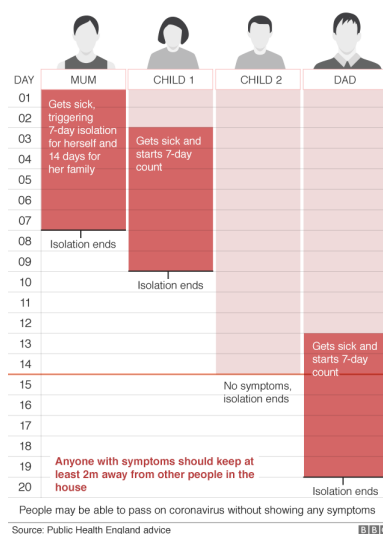 DAY MUM CHILD 1 CHILD 2 DAD
01
02
03
04
05
06
07
08
09
10
11
12
13
14
15
16
17
18
19
20
Gets sick,
triggering
7-day isolation
for herself and
14 days for
her family
Isolation ends
Gets sick and
starts 7-day
count
Isolation ends
No symptoms,
isolation ends
Gets sick and
starts 7-day
count
Isolation ends
Anyone with symptoms should keep at
least 2m away from other people in the
house
People may be able to pass on coronavirus without showing any symptoms
Source: Public Health England advice
BBC